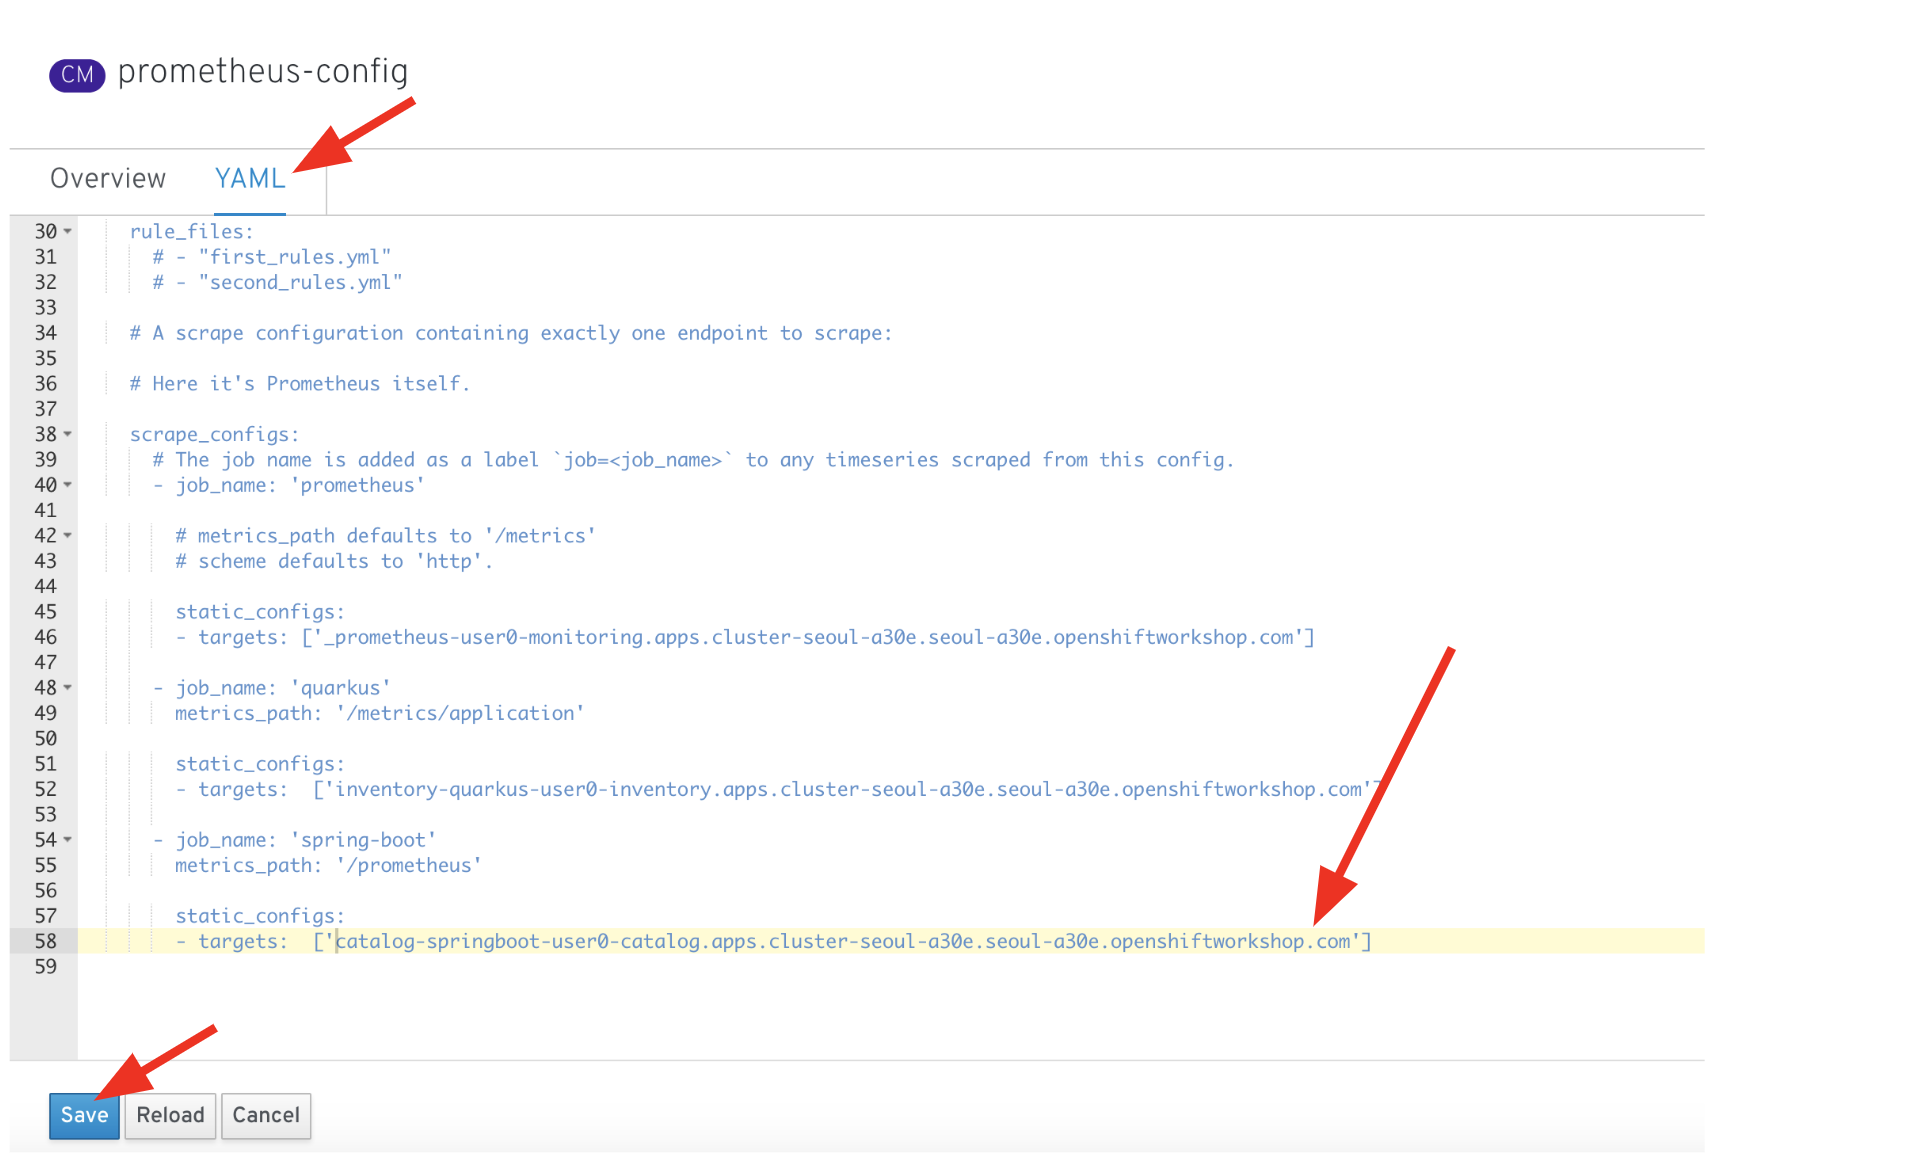 CM prometheus-config
Overview YAML
30 rule_files:
31 # - "first_rules.yml"
32 # - "second_rules.yml"
33
34 # A scrape configuration containing exactly one endpoint to scrape:
35
36 # Here it's Prometheus itself.
37
38 scrape_configs:
39 # The job name is added as a label `job=<job_name>` to any timeseries scraped from this config.
40 - job_name: 'prometheus'
41
42 # metrics_path defaults to '/metrics'
43 # scheme defaults to 'http'.
44
45 static_configs:
46 - targets: ['_prometheus-user0-monitoring.apps.cluster-seoul-a30e.seoul-a30e.openshiftworkshop.com']
47
48 - job_name: 'quarkus'
49 metrics_path: '/metrics/application'
50
51 static_configs:
52 - targets:  ['inventory-quarkus-user0-inventory.apps.cluster-seoul-a30e.seoul-a30e.openshiftworkshop.com']
53
54 - job_name: 'spring-boot'
55 metrics_path: '/prometheus'
56
57 static_configs:
58 - targets:  ['catalog-springboot-user0-catalog.apps.cluster-seoul-a30e.seoul-a30e.openshiftworkshop.com']
59
Save Reload Cancel